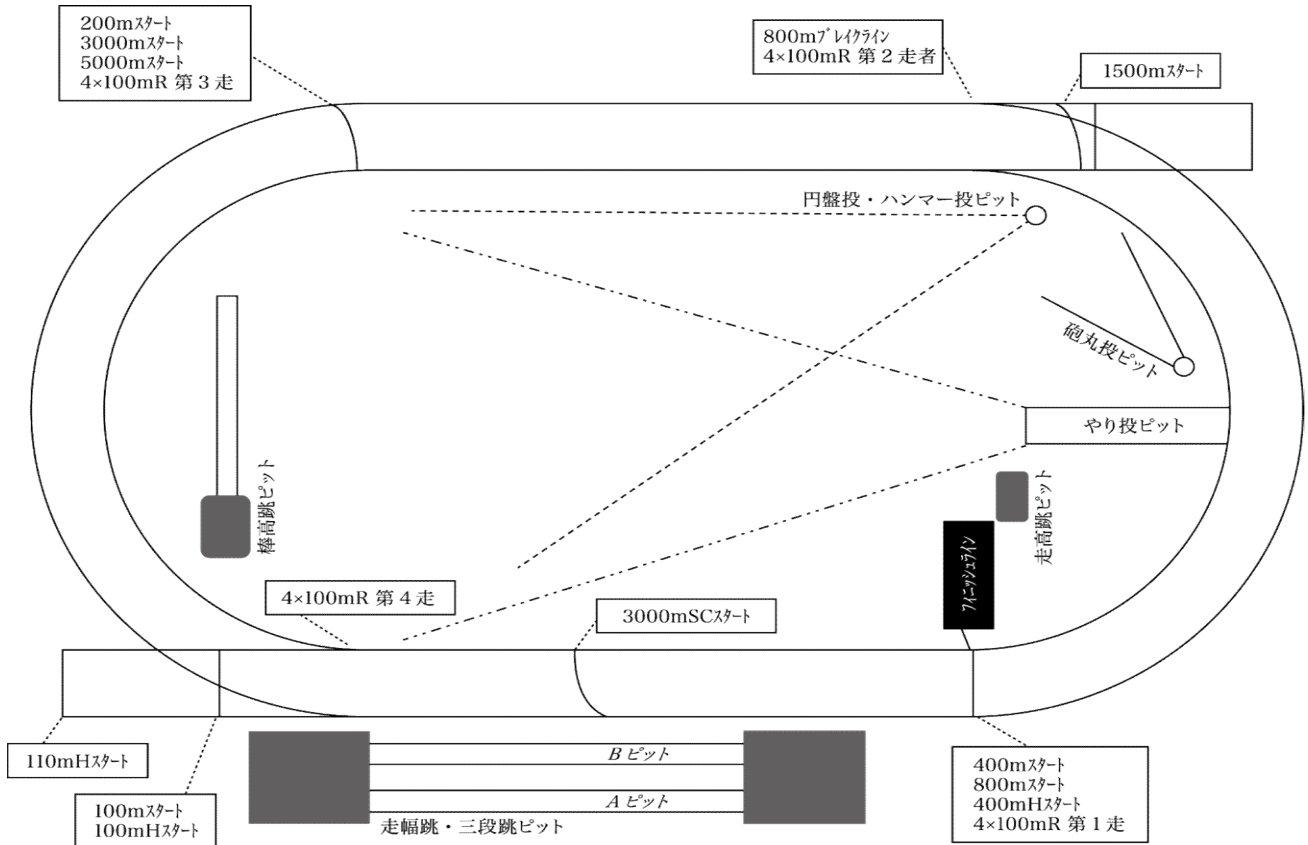 200mｽﾀｰﾄ
3000mｽﾀｰﾄ
5000mｽﾀｰﾄ
4×100mR 第3走
800mﾌﾞﾚｲｸﾗｲﾝ
4×100mR 第2走者
1500mｽﾀｰﾄ
円盤投・ハンマー投ピット
砲丸投ピット
やり投ピット
棒高跳ピット
走高跳ピット
ﾌｨﾆｯｼｭﾗｲﾝ
4×100mR 第4走
3000mSCｽﾀｰﾄ
110mHｽﾀｰﾄ
100mｽﾀｰﾄ
100mHｽﾀｰﾄ
Bピット
Aピット
走幅跳・三段跳ピット
400mｽﾀｰﾄ
800mｽﾀｰﾄ
400mHｽﾀｰﾄ
4×100mR 第1走